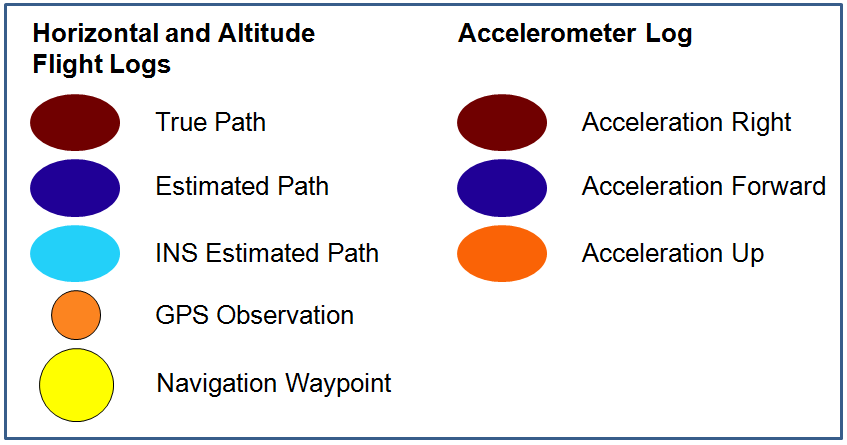 Horizontal and Altitude
Flight Logs
True Path
Estimated Path
INS Estimated Path
GPS Observation
Navigation Waypoint
Accelerometer Log
Acceleration Right
Acceleration Forward
Acceleration Up